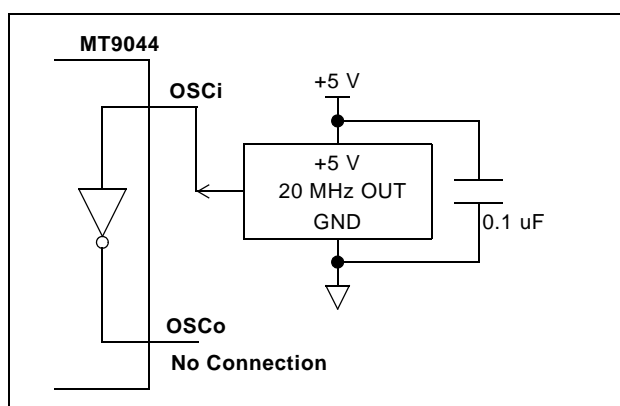 MT9044
OSCi
+5 V
+5 V
20 MHz OUT
GND
0.1 uF
OSCo
No Connection